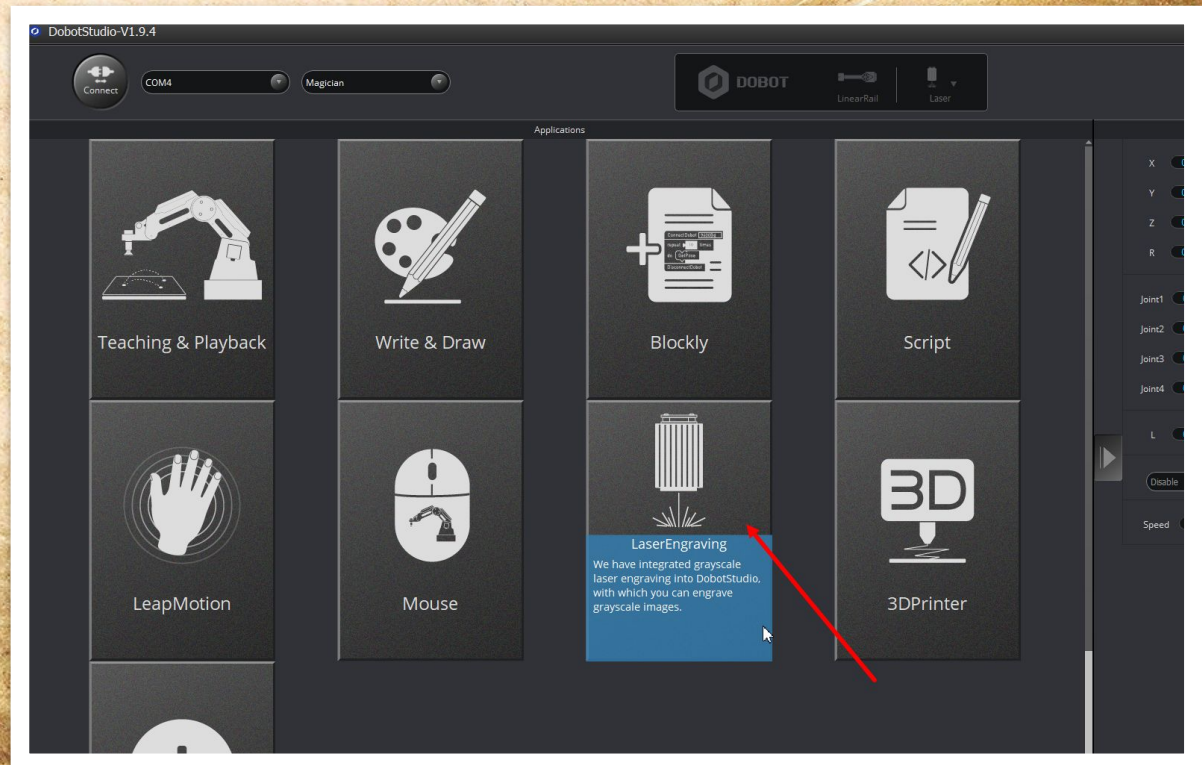 DobotStudio-V1.9.4
Connect
COM4
Magician
DOBOT
LinearRail
Laser
Applications
X
Y
Z
R
Joint1
Joint2
Joint3
Joint4
L
Disable
Speed
Teaching & Playback
Write & Draw
Blockly
Script
LeapMotion
Mouse
LaserEngraving
We have integrated grayscale
laser engraving into DobotStudio,
with which you can engrave
grayscale images.
3D
3DPrinter